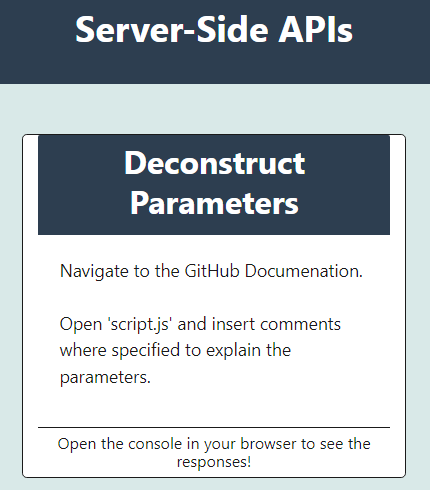 Server-Side APIs
Deconstruct
Parameters
Navigate to the GitHub Documenation.
Open 'script.js' and insert comments
where specified to explain the
parameters.
Open the console in your browser to see the
responses!